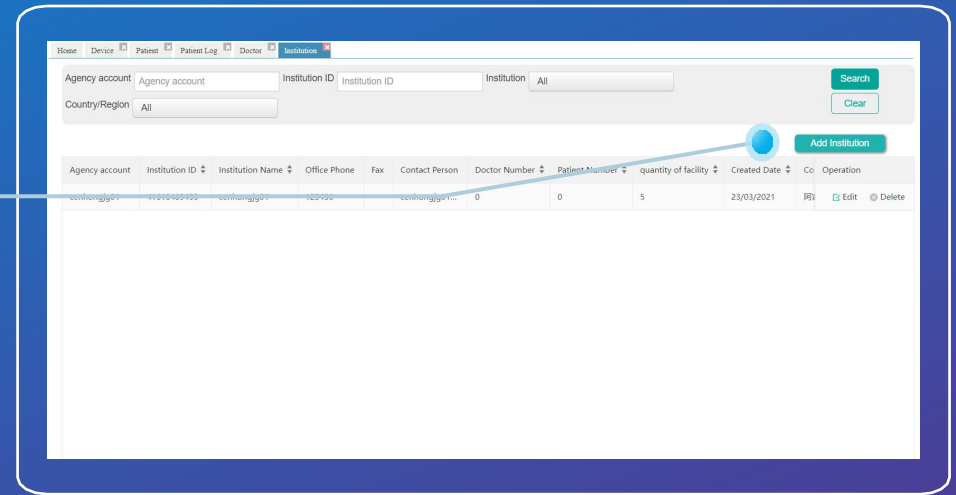 Home Device Patient Patient Log Doctor Institution
Agency account Agency account Institution ID Institution ID Institution All Search
Country/Region All Clear
Add Institution
Agency account Institution ID Institution Name Office Phone Fax Contact Person Doctor Number Patient Number quantity of facility Created Date Co Operation
0 0 5 23/03/2021 Edit Delete